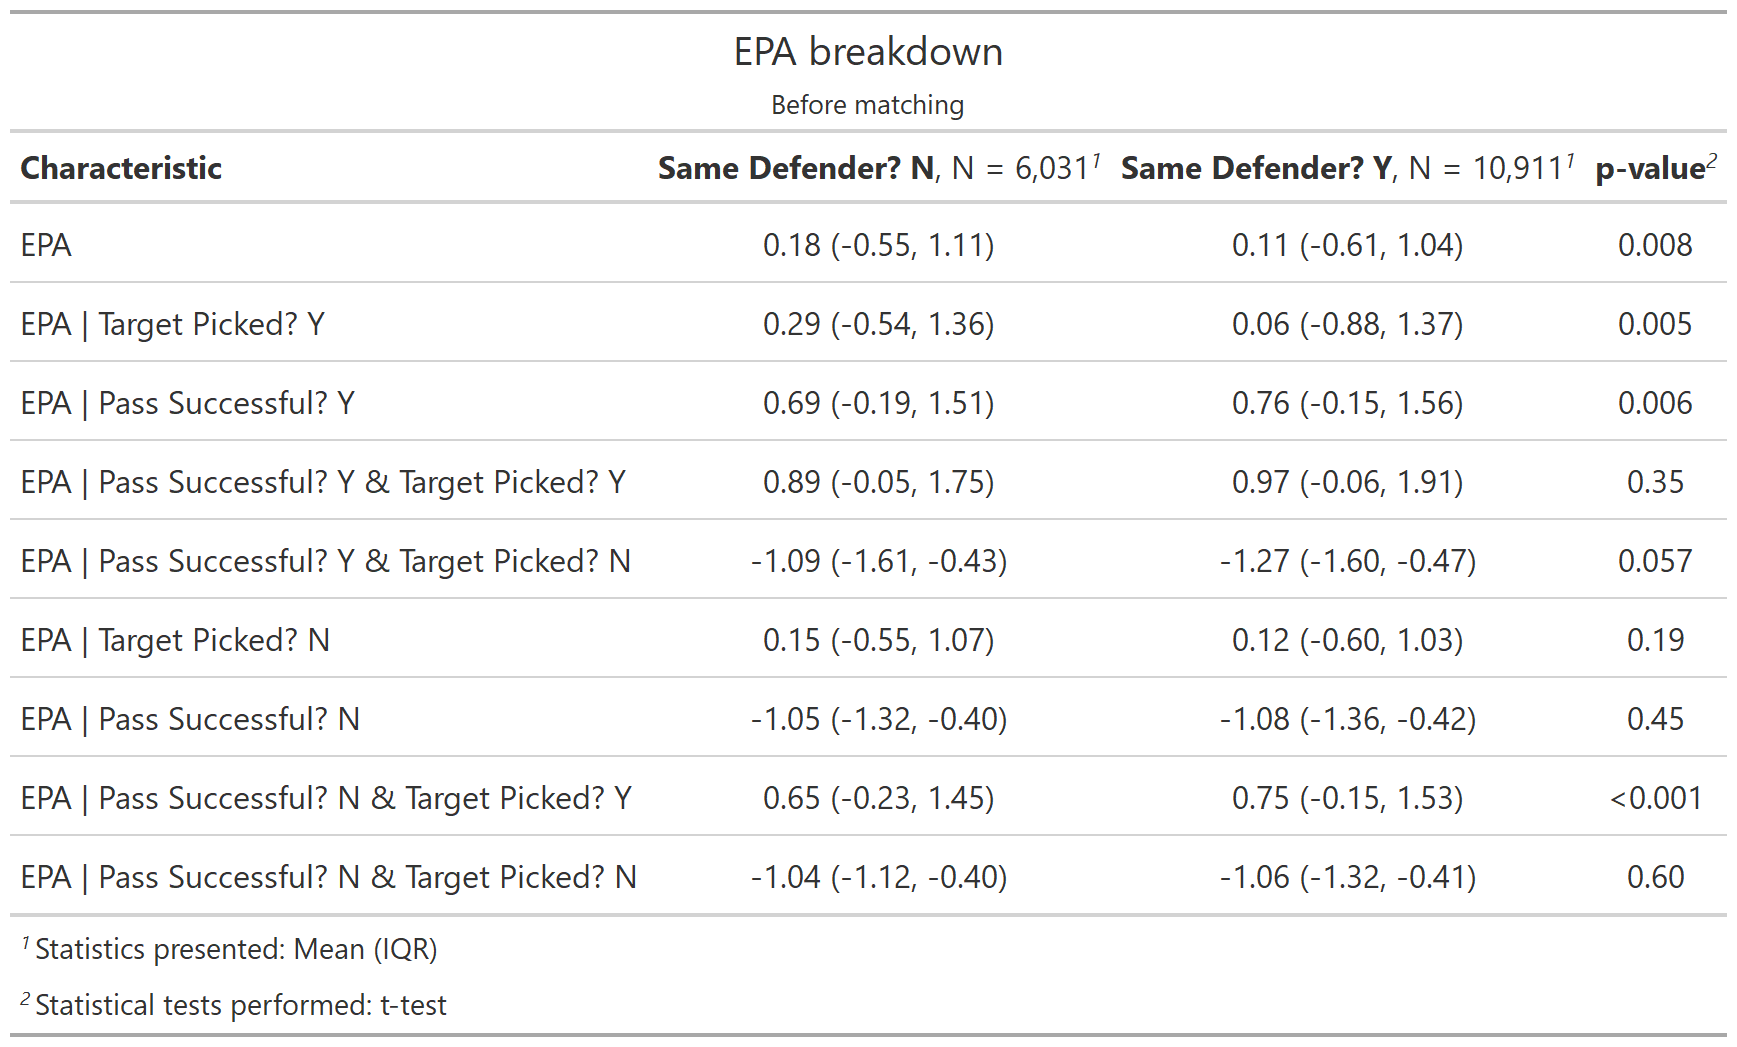 EPA breakdown
Before matching
Characteristic Same Defender? N, N = 6,031¹ Same Defender? Y, N = 10,911¹ p-value²
EPA 0.18 (-0.55, 1.11) 0.11 (-0.61, 1.04) 0.008
EPA | Target Picked? Y 0.29 (-0.54, 1.36) 0.06 (-0.88, 1.37) 0.005
EPA | Pass Successful? Y 0.69 (-0.19, 1.51) 0.76 (-0.15, 1.56) 0.006
EPA | Pass Successful? Y & Target Picked? Y 0.89 (-0.05, 1.75) 0.97 (-0.06, 1.91) 0.35
EPA | Pass Successful? Y & Target Picked? N -1.09 (-1.61, -0.43) -1.27 (-1.60, -0.47) 0.057
EPA | Target Picked? N 0.15 (-0.55, 1.07) 0.12 (-0.60, 1.03) 0.19
EPA | Pass Successful? N -1.05 (-1.32, -0.40) -1.08 (-1.36, -0.42) 0.45
EPA | Pass Successful? N & Target Picked? Y 0.65 (-0.23, 1.45) 0.75 (-0.15, 1.53) <0.001
EPA | Pass Successful? N & Target Picked? N -1.04 (-1.12, -0.40) -1.06 (-1.32, -0.41) 0.60
¹ Statistics presented: Mean (IQR)
² Statistical tests performed: t-test